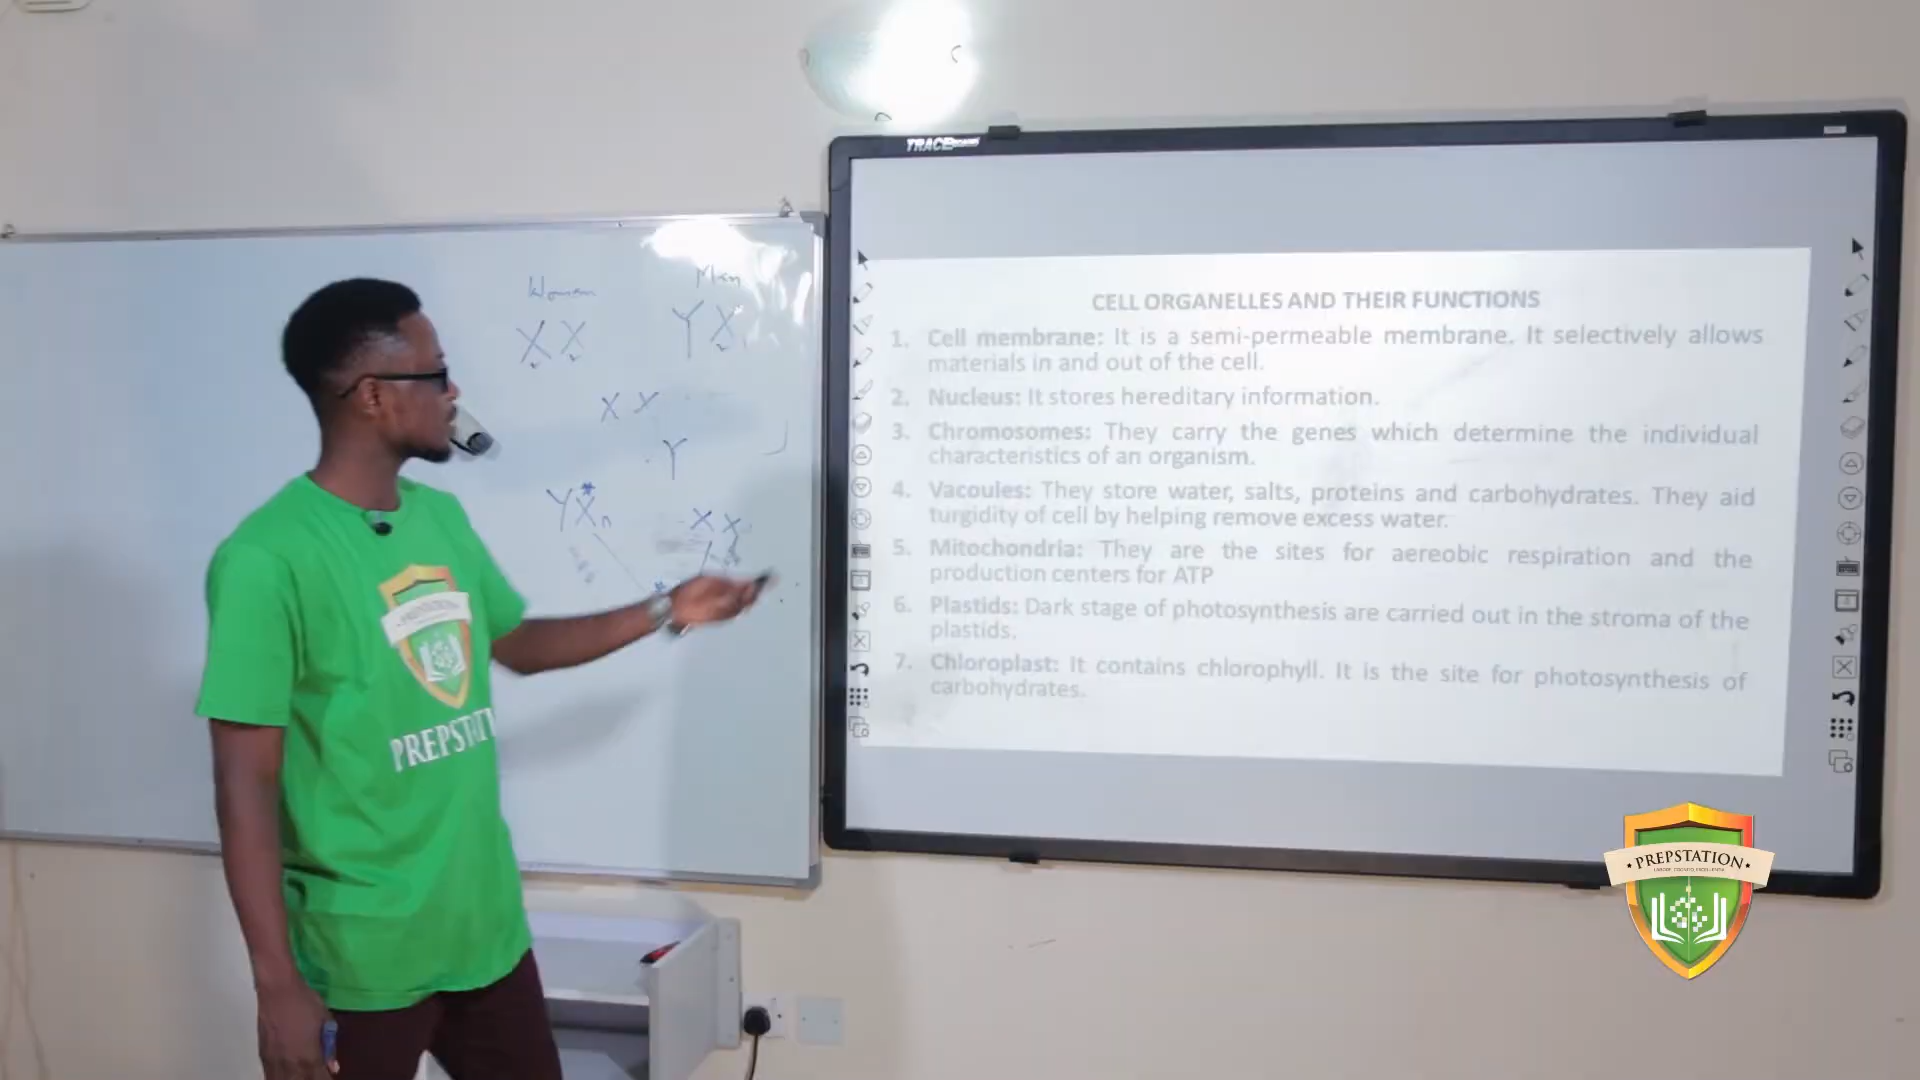 TRACE
Women
Man
X X
Y X
X Y
Y
Y X n
X X
CELL ORGANELLES AND THEIR FUNCTIONS
1. Cell membrane: It is a semi-permeable membrane. It selectively allows
materials in and out of the cell.
2. Nucleus: It stores hereditary information.
3. Chromosomes: They carry the genes which determine the individual
characteristics of an organism.
4. Vacoules: They store water, salts, proteins and carbohydrates. They aid
turgidity of cell by helping remove excess water.
5. Mitochondria: They are the sites for aereobic respiration and the
production centers for ATP
6. Plastids: Dark stage of photosynthesis are carried out in the stroma of the
plastids.
7. Chloroplast: It contains chlorophyll. It is the site for photosynthesis of
carbohydrates.
PREPSTATI
PREPSTATION